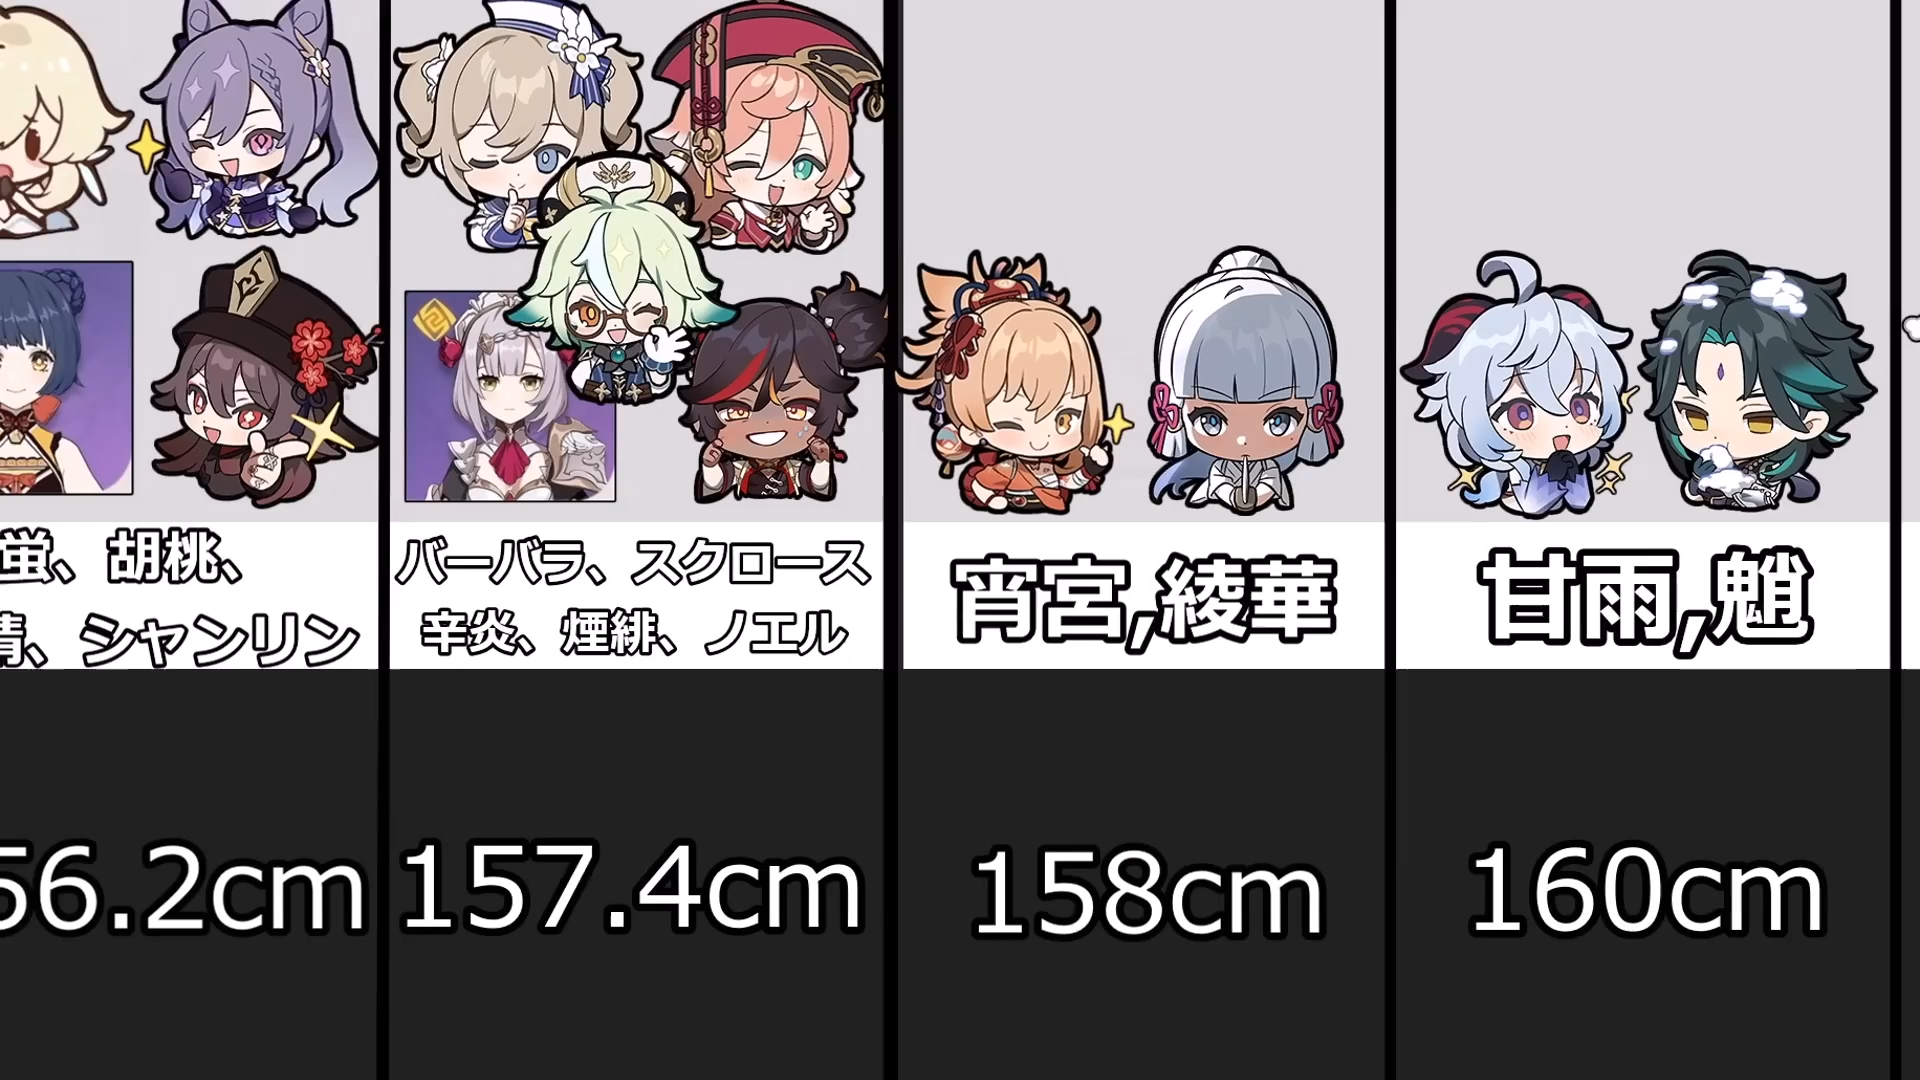 蛍、胡桃、
晴、シャンリン
56.2cm
バーバラ、スクロース
辛炎、煙緋、ノエル
157.4cm
宵宮,綾華
158cm
甘雨,魈
160cm